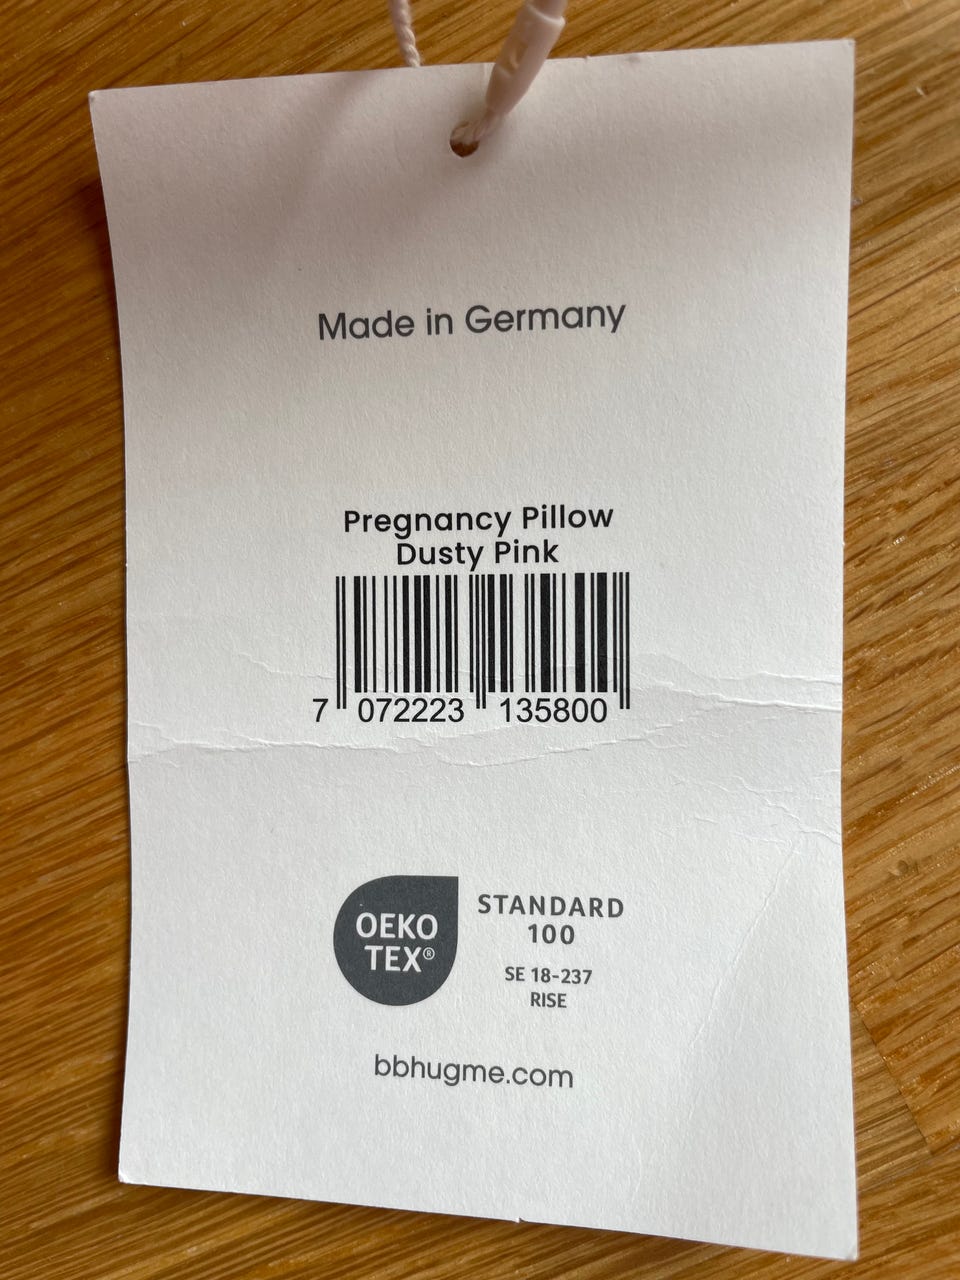 Made in Germany
Pregnancy Pillow
Dusty Pink
7 072223 135800
OEKO
TEX®
STANDARD
100
SE 18-237
RISE
bbhugme.com